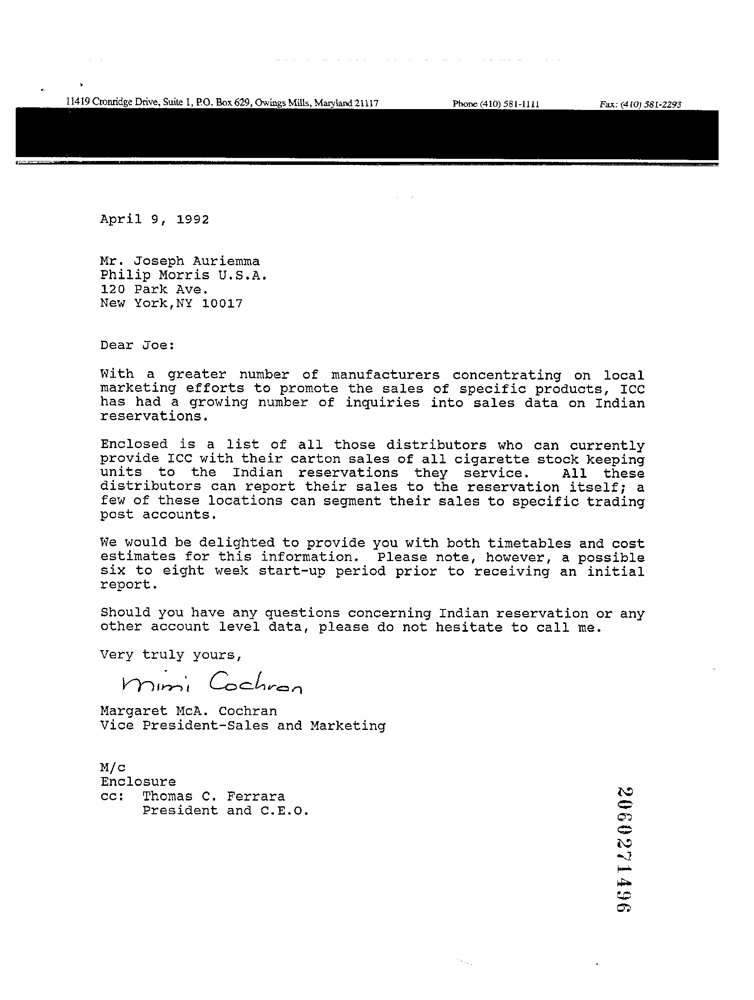 11419 Cronridge Drive, Suite 1, P.O. Box 629, Owings Mills, Maryland 21117 Phone (410) 581-1111 Fax: (410) 581-2293
April 9, 1992
Mr. Joseph Auriemma
Philip Morris U.S.A.
120 Park Ave.
New York,NY 10017
Dear Joe:
With a greater number of manufacturers concentrating on local
marketing efforts to promote the sales of specific products, ICC
has had a growing number of inquiries into sales data on Indian
reservations.
Enclosed is a list of all those distributors who can currently
provide ICC with their carton sales of all cigarette stock keeping
units to the Indian reservations they service. All these
distributors can report their sales to the reservation itself; a
few of these locations can segment their sales to specific trading
post accounts.
We would be delighted to provide you with both timetables and cost
estimates for this information. Please note, however, a possible
six to eight week start-up period prior to receiving an initial
report.
Should you have any questions concerning Indian reservation or any
other account level data, please do not hesitate to call me.
Very truly yours,
Mimi Cochran
Margaret McA. Cochran
Vice President-Sales and Marketing
M/c
Enclosure
cc: Thomas C. Ferrara
President and C.E.O.
2060271496